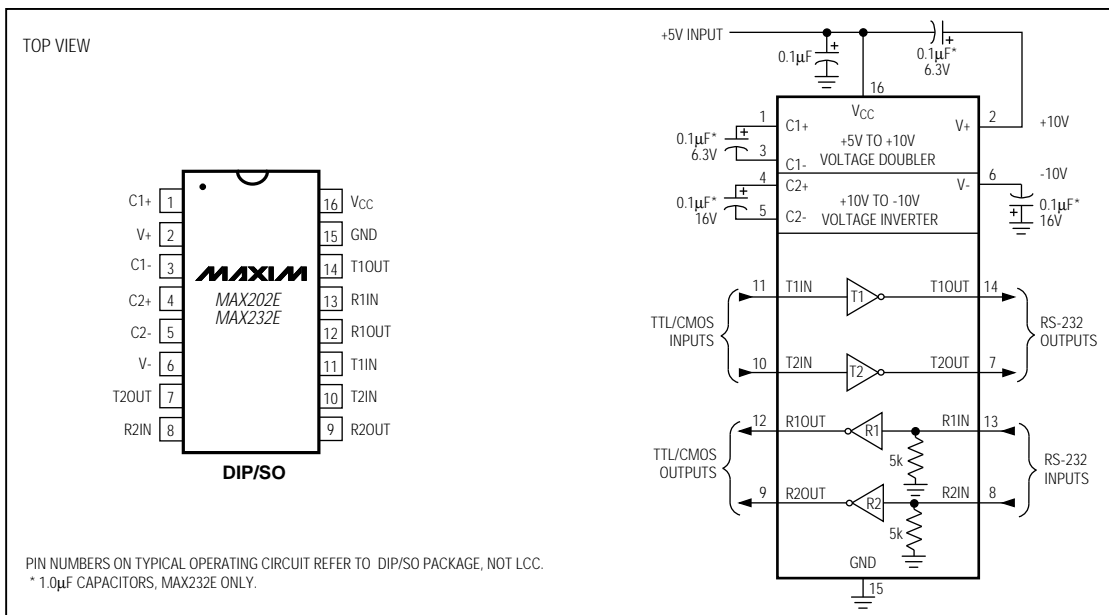 TOP VIEW
C1+ 1
V+ 2
C1- 3
C2+ 4
C2- 5
V- 6
T2OUT 7
R2IN 8
16 VCC
15 GND
14 T1OUT
13 R1IN
12 R1OUT
11 T1IN
10 T2IN
9 R2OUT
MAXIM
MAX202E
MAX232E
DIP/SO
PIN NUMBERS ON TYPICAL OPERATING CIRCUIT REFER TO DIP/SO PACKAGE, NOT LCC.
* 1.0µF CAPACITORS, MAX232E ONLY.
+5V INPUT
0.1µF
+
0.1µF*
6.3V
+
16
VCC
1
C1+
0.1µF*
6.3V
+
3
C1-
+5V TO +10V
VOLTAGE DOUBLER
V+
2
+10V
4
C2+
0.1µF*
16V
+
5
C2-
+10V TO -10V
VOLTAGE INVERTER
V-
6
-10V
0.1µF*
16V
+
TTL/CMOS
INPUTS
11 T1IN T1 T1OUT 14
10 T2IN T2 T2OUT 7
RS-232
OUTPUTS
TTL/CMOS
OUTPUTS
12 R1OUT R1 R1IN 13
5k
9 R2OUT R2 R2IN 8
5k
RS-232
INPUTS
GND
15